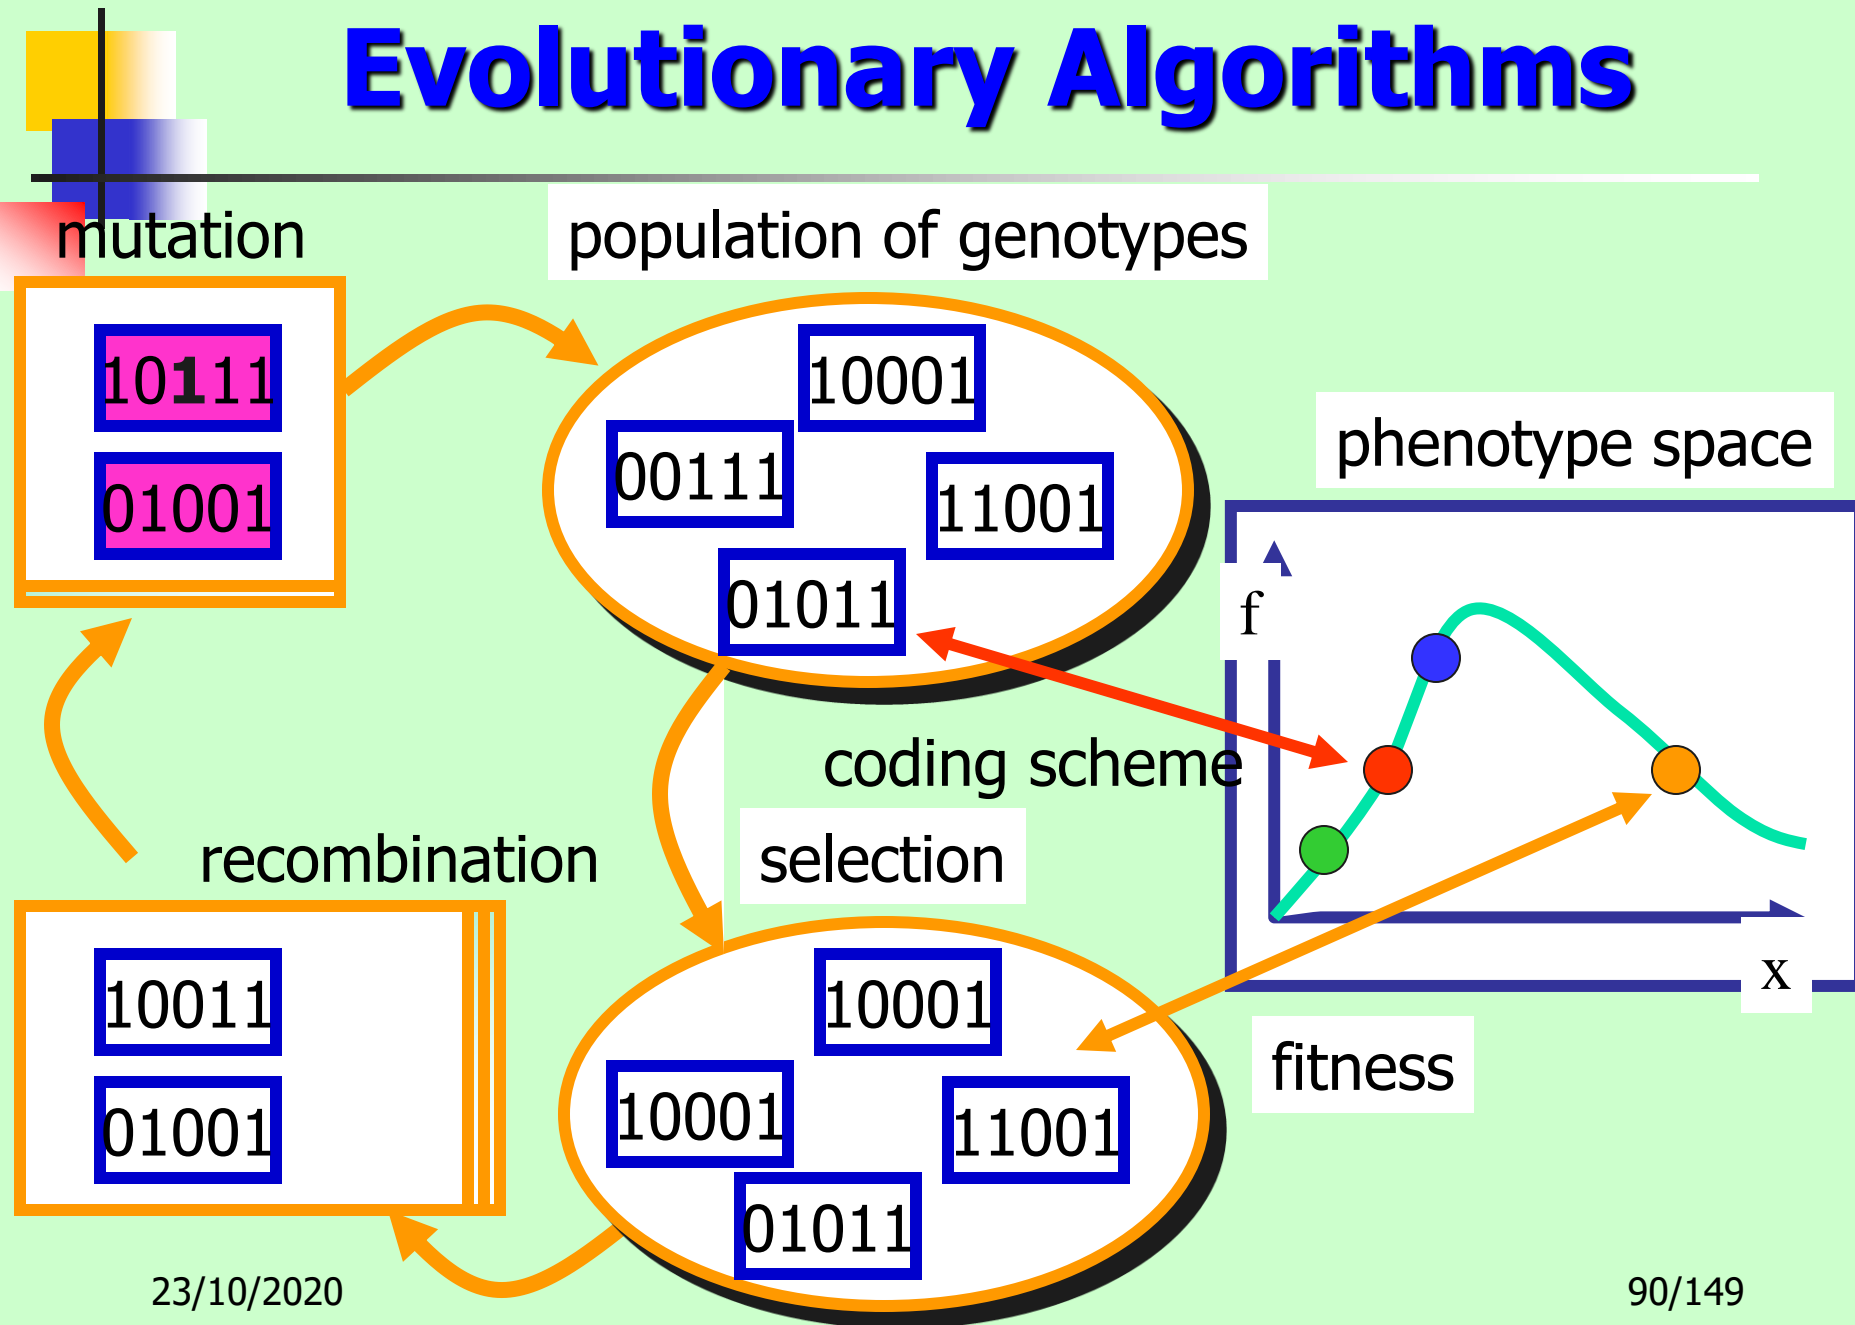 Evolutionary Algorithms
mutation
population of genotypes
10111
01001
10001
00111
11001
01011
phenotype space
f
x
coding scheme
recombination
selection
10011
01001
10001
10001
11001
01011
fitness
23/10/2020
90/149